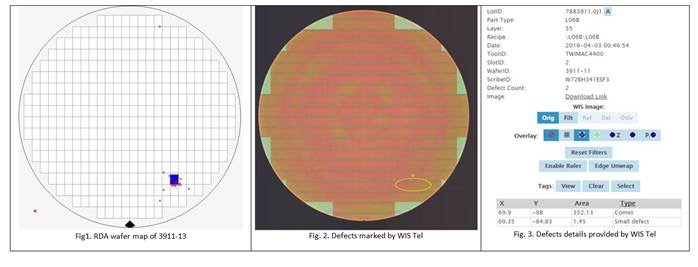 LotID: 7883911.0J1 A
Part Type: L06B
Layer: 55
Recipe: \L06B\L06B
Date: 2016-04-03 00:46:54
ToolID: TWIMAC4400
SlotID: 2
WaferID: 3911-11
ScribeID: W72BH341ESF3
Defect Count: 2
Image: Download Link
WIS Image:
Orig Filt Ref Dst
Overlay: Z P.
Reset Filters
Enable Ruler Edge Unwrap
Tags: View Clear Select
X Y Area Type
69.9 -98 352.13 Comet
69.35 -84.83 1.45 Small defect
Fig1. RDA wafer map of 3911-13
Fig. 2. Defects marked by WIS Tel
Fig. 3. Defects details provided by WIS Tel